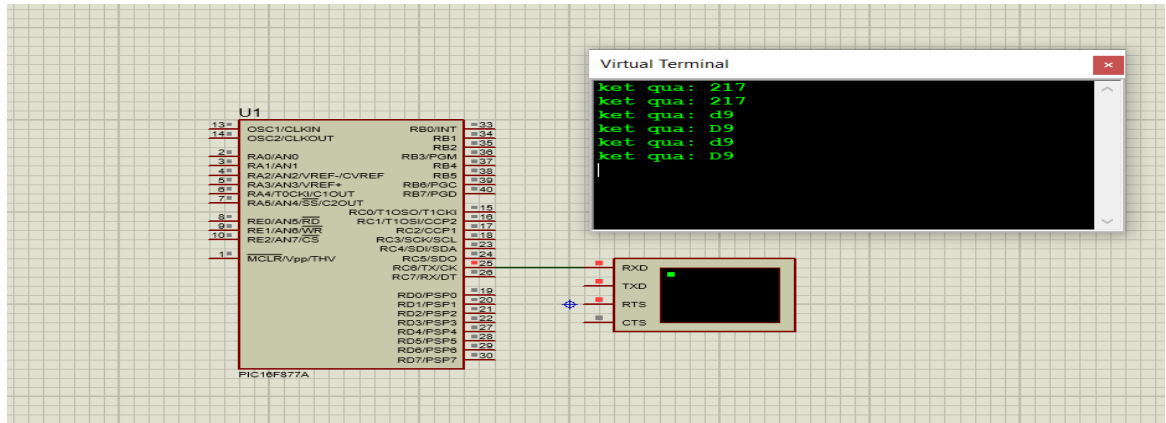 Virtual Terminal
ket qua: 217
ket qua: 217
ket qua: d9
ket qua: D9
ket qua: d9
ket qua: D9
U1
13 OSC1/CLKIN RB0/INT 33
14 OSC2/CLKOUT RB1 34
RB2 35
2 RA0/AN0 RB3/PGM 36
3 RA1/AN1 RB4 37
4 RA2/AN2/VREF-/CVREF RB5 38
5 RA3/AN3/VREF+ RB6/PGC 39
6 RA4/T0CKI/C1OUT RB7/PGD 40
7 RA5/AN4/SS/C2OUT
RC0/T1OSO/T1CKI 15
8 RE0/AN5/RD RC1/T1OSI/CCP2 16
9 RE1/AN6/WR RC2/CCP1 17
10 RE2/AN7/CS RC3/SCK/SCL 18
RC4/SDI/SDA 23
1 MCLR/Vpp/THV RC5/SDO 24
RC6/TX/CK 25
RC7/RX/DT 26
RD0/PSP0 19
RD1/PSP1 20
RD2/PSP2 21
RD3/PSP3 22
RD4/PSP4 27
RD5/PSP5 28
RD6/PSP6 29
RD7/PSP7 30
PIC16F877A
RXD
TXD
RTS
CTS